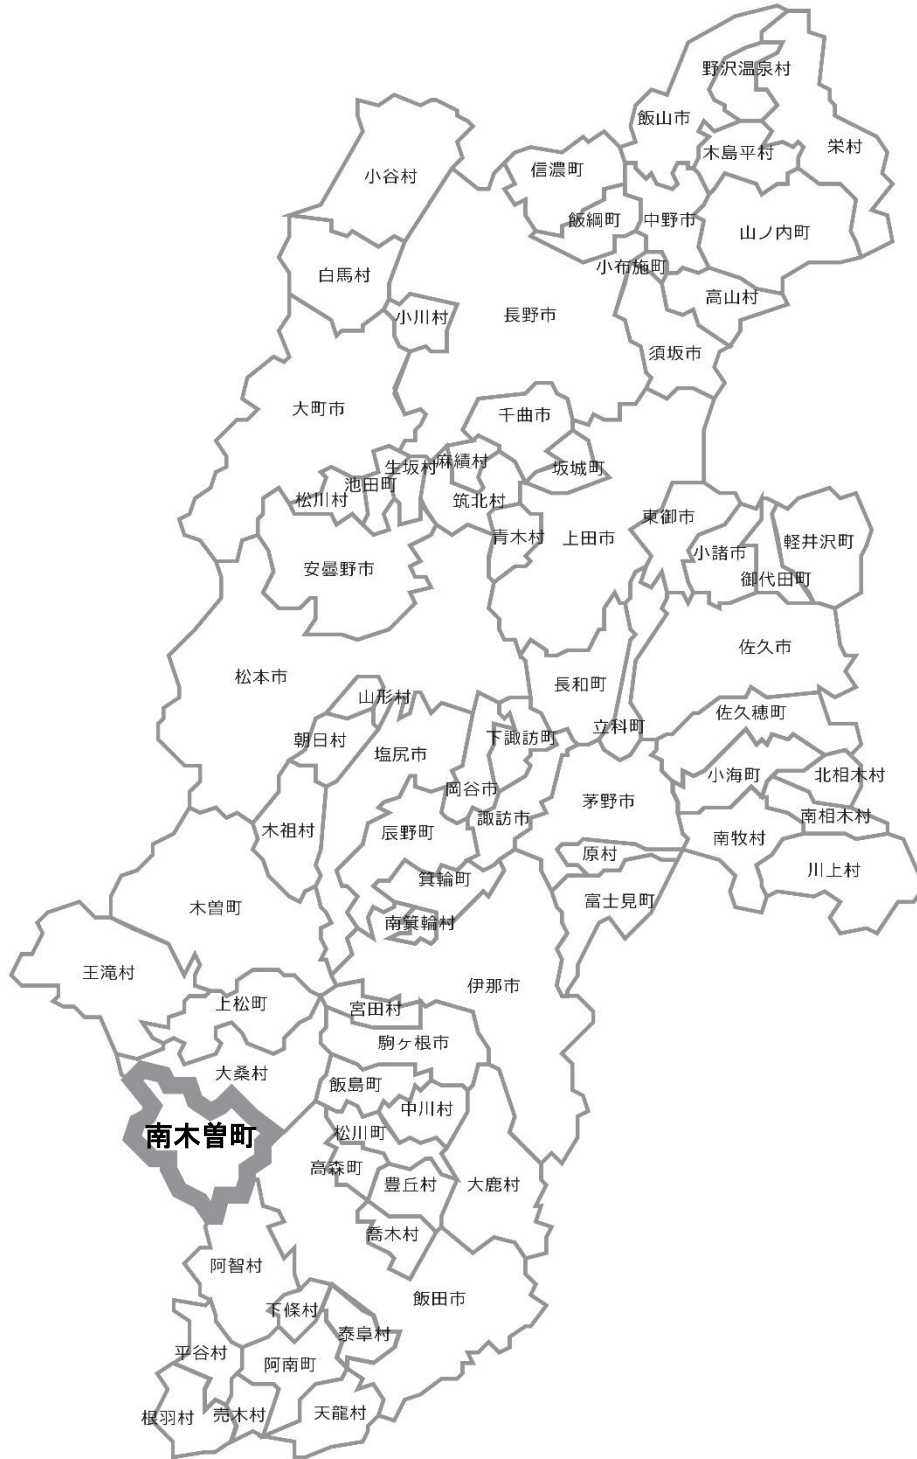 野沢温泉村
飯山市
栄村
木島平村
信濃町
小谷村
飯綱町
中野市
山ノ内町
小布施町
白馬村
高山村
小川村
長野市
須坂市
大町市
千曲市
麻績村
生坂村
坂城町
池田町
松川村
筑北村
東御市
青木村
上田市
軽井沢町
小諸市
安曇野市
御代田町
佐久市
松本市
長和町
山形村
佐久穂町
立科町
朝日村
下諏訪町
塩尻市
小海町
北相木村
岡谷市
茅野市
諏訪市
南相木村
木祖村
辰野町
南牧村
原村
川上村
箕輪町
富士見町
木曽町
南箕輪村
王滝村
伊那市
上松町
宮田村
駒ヶ根市
大桑村
飯島町
中川村
南木曽町
松川町
高森町
豊丘村
大鹿村
喬木村
阿智村
飯田市
下條村
泰阜村
平谷村
阿南町
天龍村
売木村
根羽村